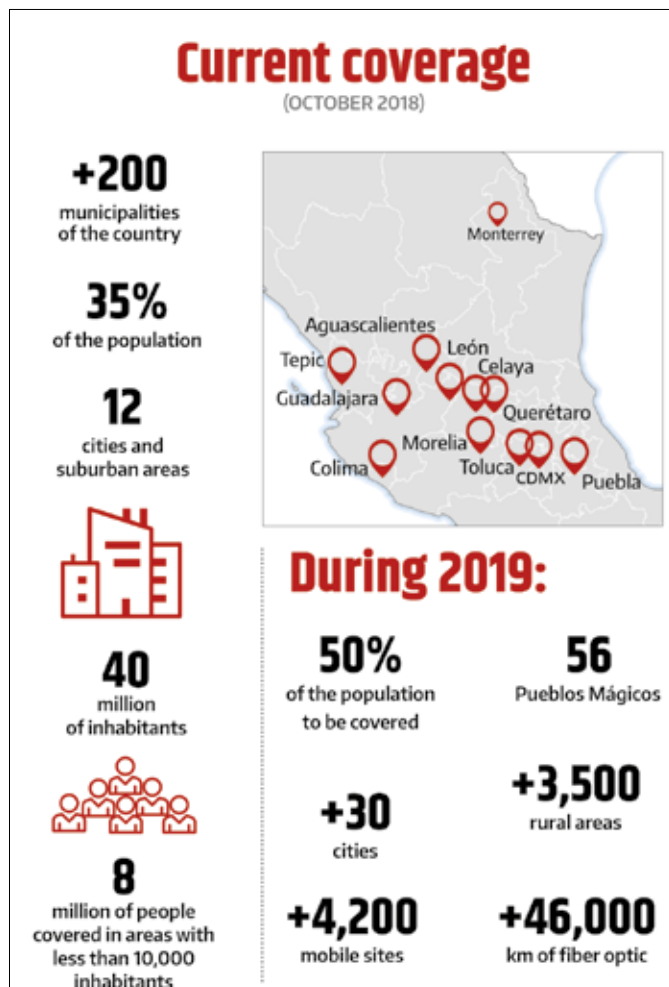 Current coverage
(OCTOBER 2018)
+200
municipalities
of the country
35%
of the population
12
cities and
suburban areas
40
million
of inhabitants
8
million of people
covered in areas with
less than 10,000
inhabitants
Monterrey
Aguascalientes
León
Tepic
Celaya
Guadalajara
Querétaro
Morelia
Colima
Toluca
CDMX
Puebla
During 2019:
50%
of the population
to be covered
56
Pueblos Mágicos
+30
cities
+3,500
rural areas
+4,200
mobile sites
+46,000
km of fiber optic